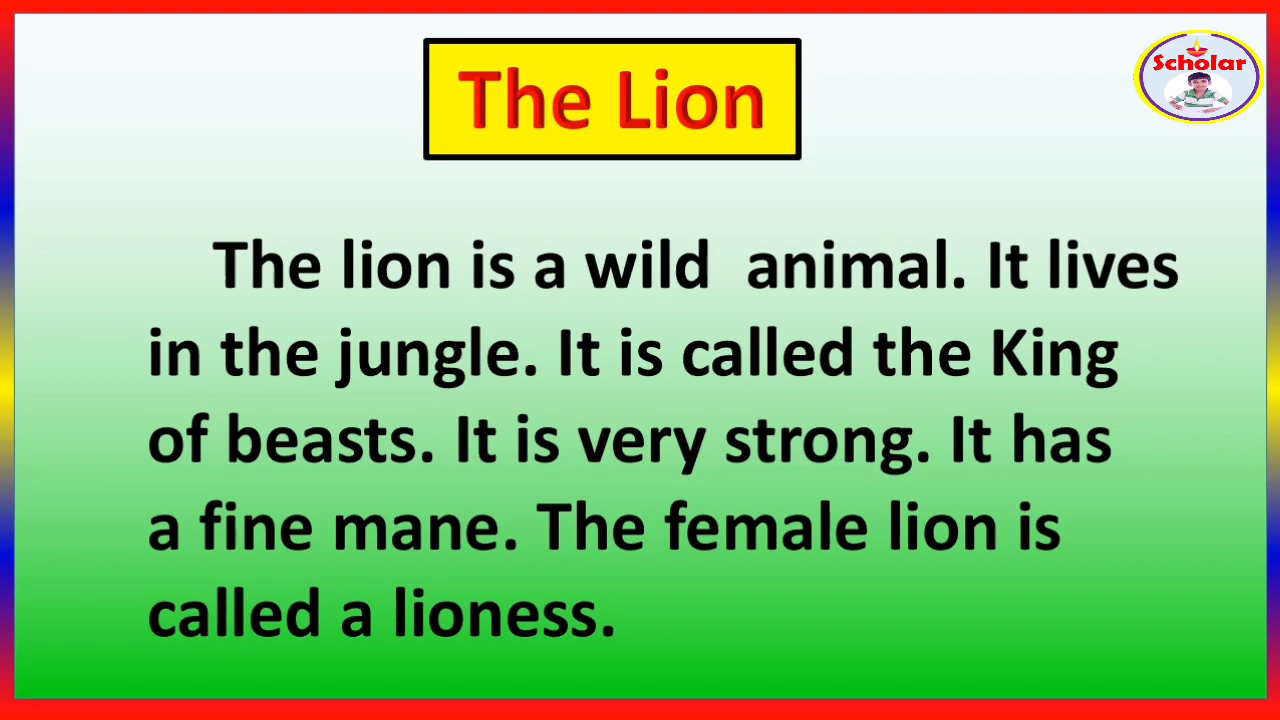 The Lion
Scholar
The lion is a wild  animal. It lives
in the jungle. It is called the King
of beasts. It is very strong. It has
a fine mane. The female lion is
called a lioness.